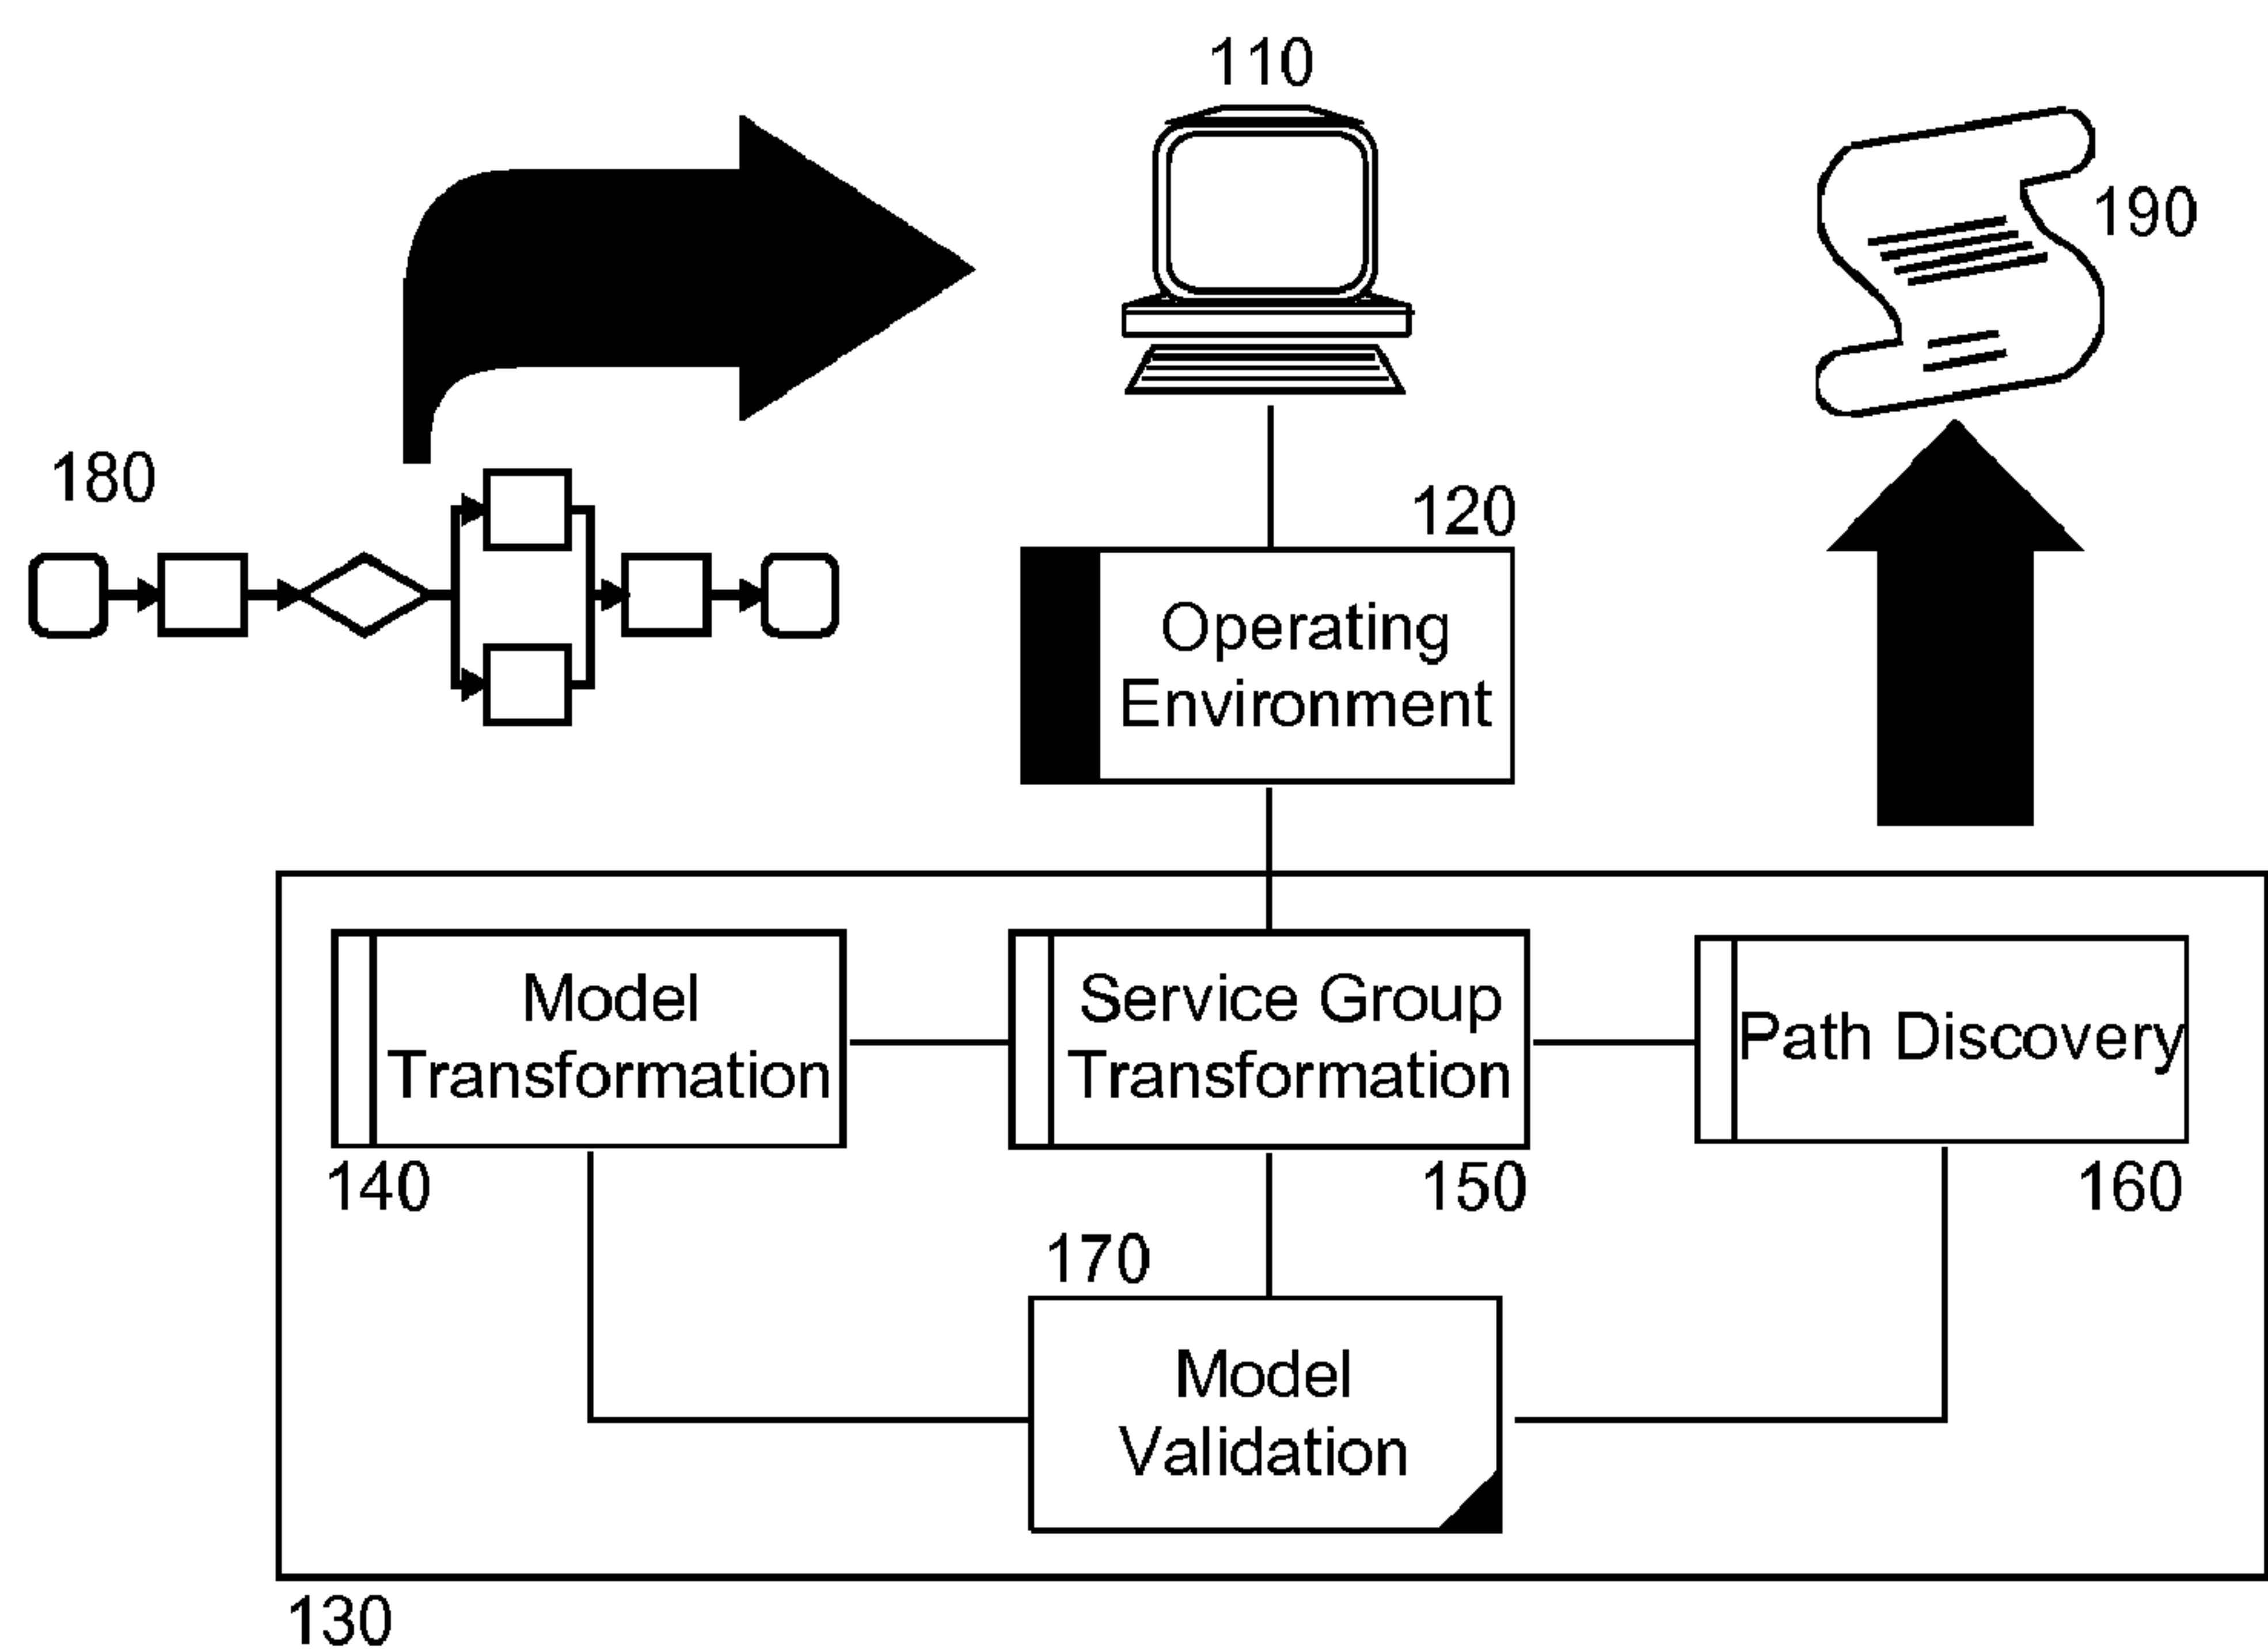 110
190
180
120
Operating
Environment
Model
Transformation
Service Group
Transformation
Path Discovery
140
150
160
170
Model
Validation
130